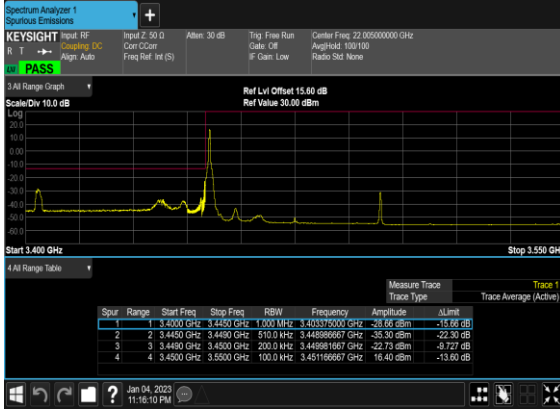 Spectrum Analyzer 1
Spurious Emissions
+
KEYSIGHT Input: RF Input Z: 50 Ω Atten: 30 dB Trig: Free Run Center Freq: 22.005000000 GHz
R T Coupling: DC Corr CCorr Gate: Off Avg|Hold: 100/100
Align: Auto Freq Ref: Int (S) IF Gain: Low Radio Std: None
PASS
3 All Range Graph
Ref Lvl Offset 15.60 dB
Scale/Div 10.0 dB Ref Value 30.00 dBm
Log
20.0
10.0
0.00
-10.0
-20.0
-30.0
-40.0
-50.0
-60.0
Start 3.400 GHz Stop 3.550 GH
4 All Range Table
Measure Trace Trace 1
Trace Type Trace Average (Active)
Spur Range Start Freq Stop Freq RBW Frequency Amplitude ΔLimit
1 1 3.4000 GHz 3.4450 GHz 1.000 MHz 3.403375000 GHz -28.66 dBm -15.66 dB
2 2 3.4450 GHz 3.4490 GHz 510.0 kHz 3.448986667 GHz -35.30 dBm -22.30 dB
3 3 3.4490 GHz 3.4500 GHz 200.0 kHz 3.449981667 GHz -22.73 dBm -9.727 dB
4 4 3.4500 GHz 3.5500 GHz 100.0 kHz 3.451166667 GHz 16.40 dBm -13.60 dB
? Jan 04, 2023
11:16:10 PM